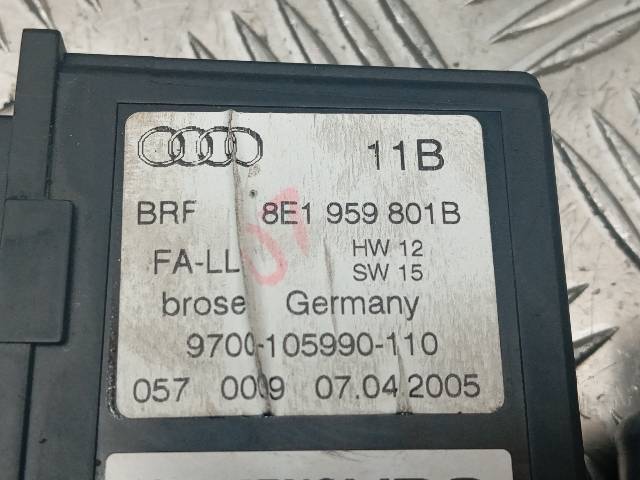 11B
BRF 8E1 959 801B
FA-LL HW 12
SW 15
brose Germany
9700-105990-110
057 0009 07.04.2005